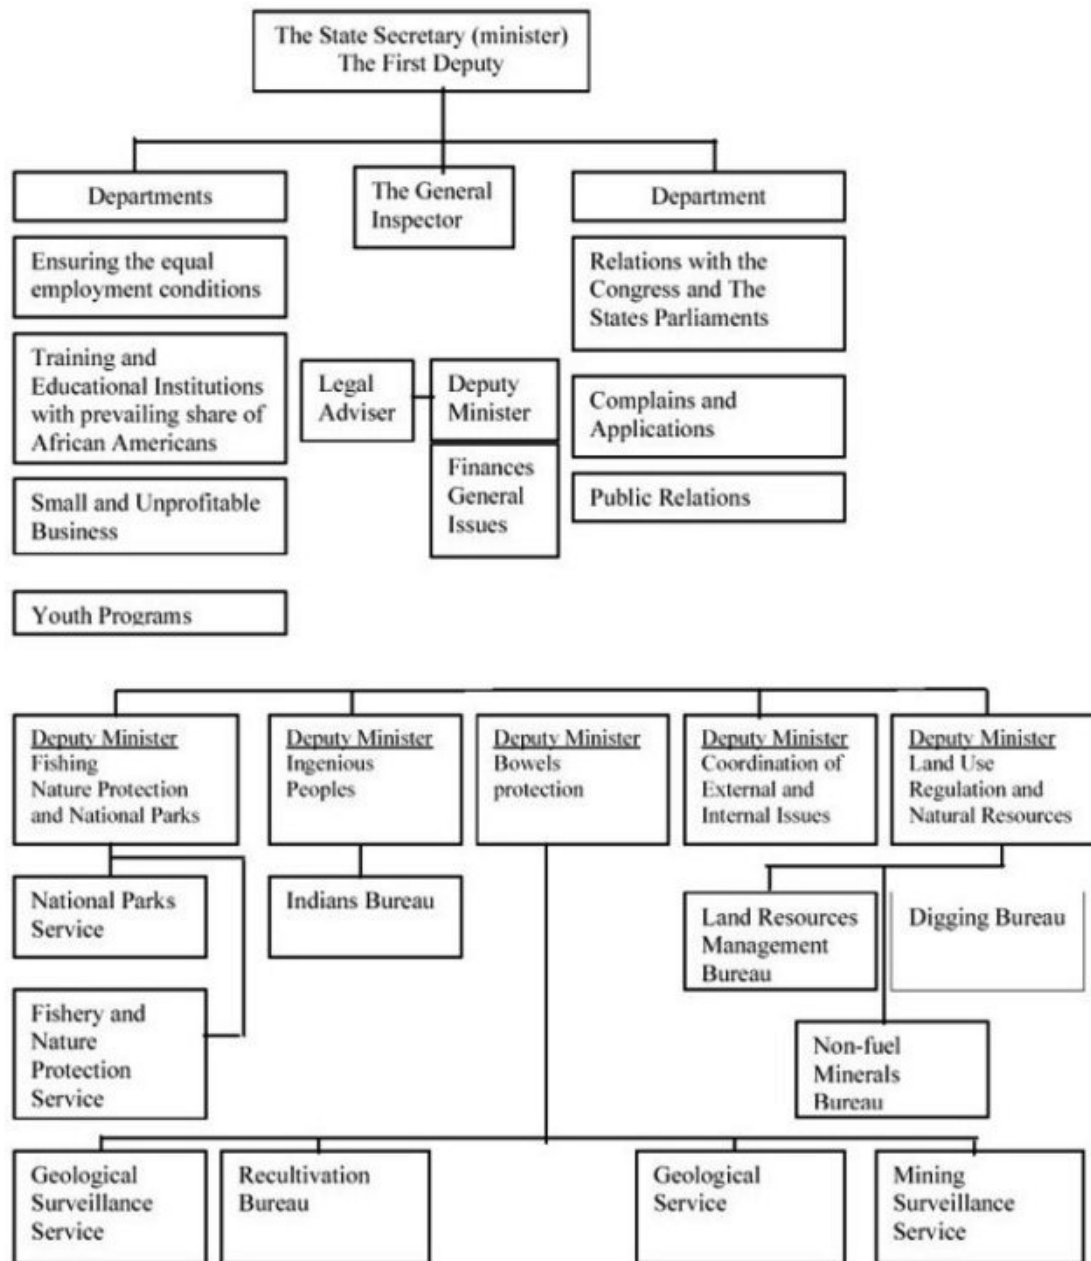 The State Secretary (minister)
The First Deputy
Departments
The General
Inspector
Department
Ensuring the equal
employment conditions
Relations with the
Congress and The
States Parliaments
Training and
Educational Institutions
with prevailing share of
African Americans
Legal
Adviser
Deputy
Minister
Complains and
Applications
Finances
General
Issues
Small and Unprofitable
Business
Public Relations
Youth Programs
Deputy Minister
Fishing
Nature Protection
and National Parks
Deputy Minister
Ingenious
Peoples
Deputy Minister
Bowels
protection
Deputy Minister
Coordination of
External and
Internal Issues
Deputy Minister
Land Use
Regulation and
Natural Resources
National Parks
Service
Indians Bureau
Land Resources
Management
Bureau
Digging Bureau
Fishery and
Nature
Protection
Service
Non-fuel
Minerals
Bureau
Geological
Surveillance
Service
Recultivation
Bureau
Geological
Service
Mining
Surveillance
Service